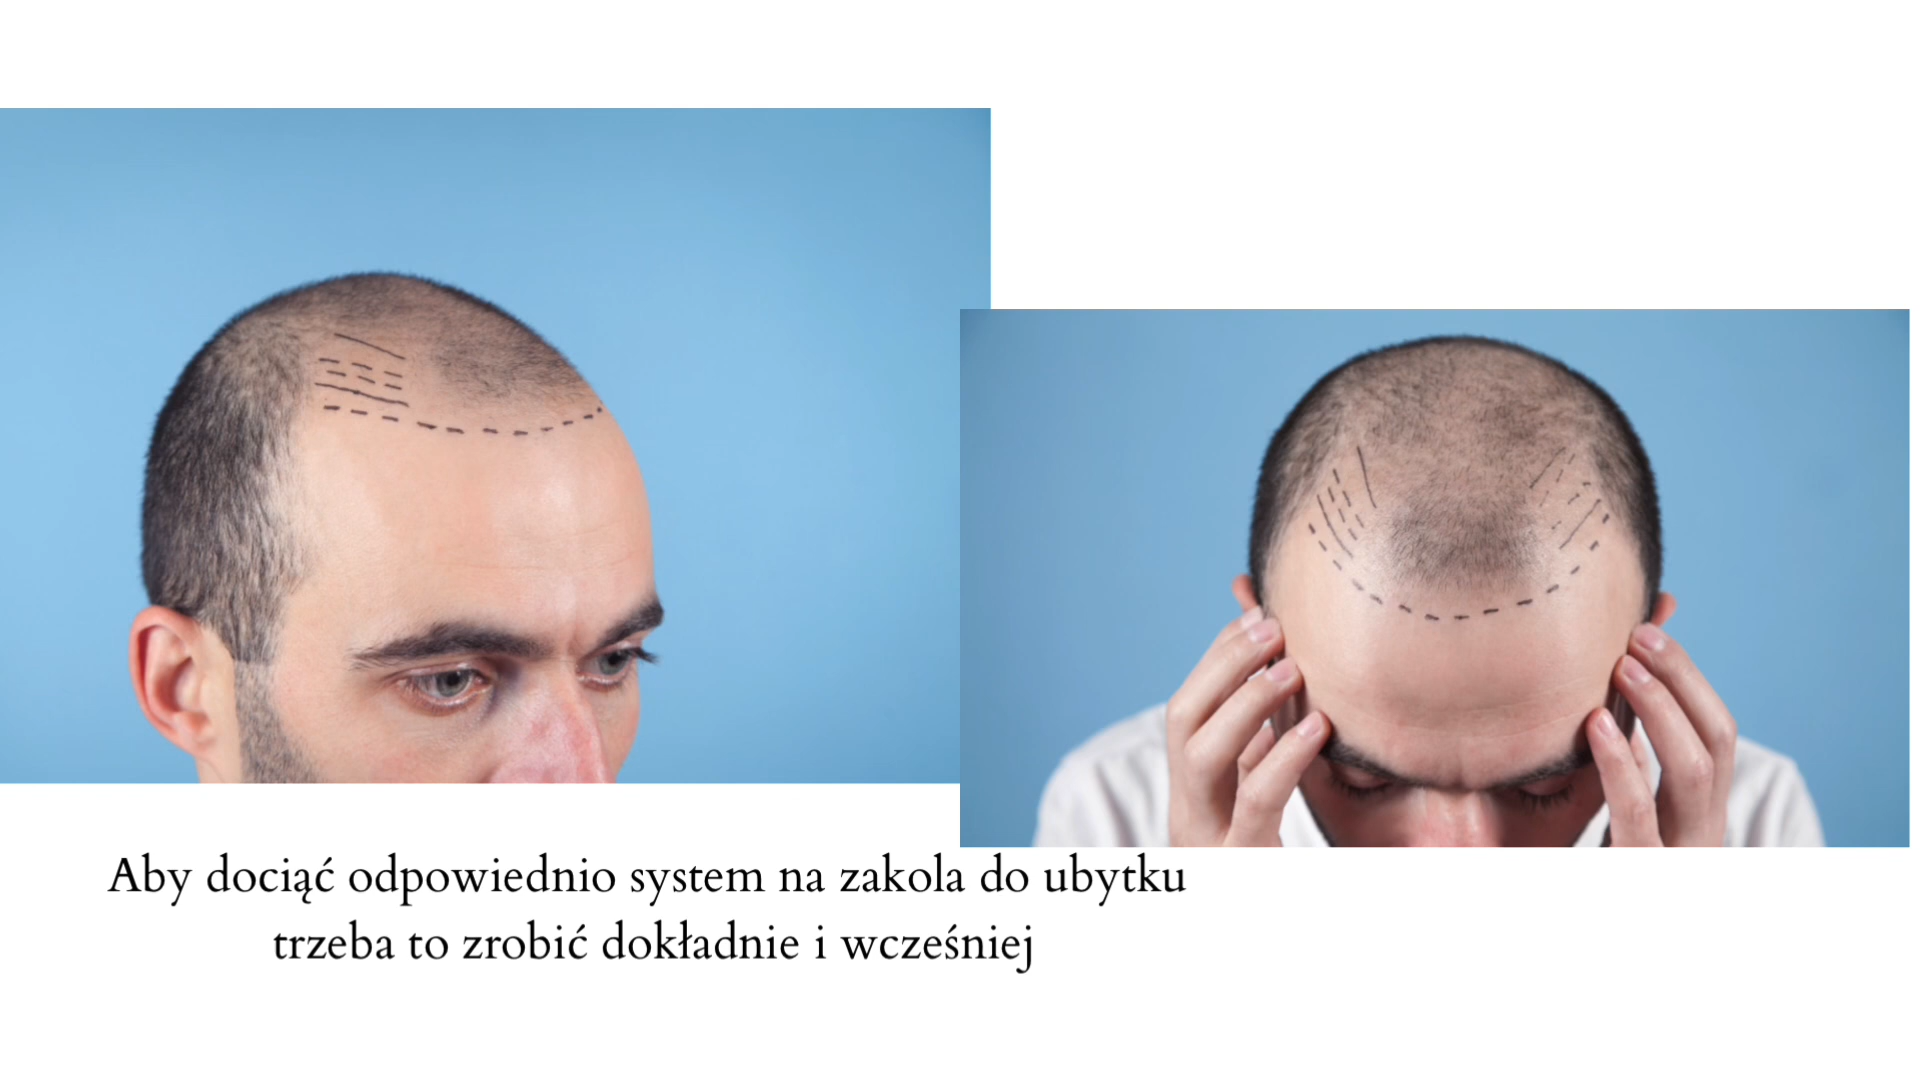 Aby dociąć odpowiednio system na zakola do ubytku
trzeba to zrobić dokładnie i wcześniej